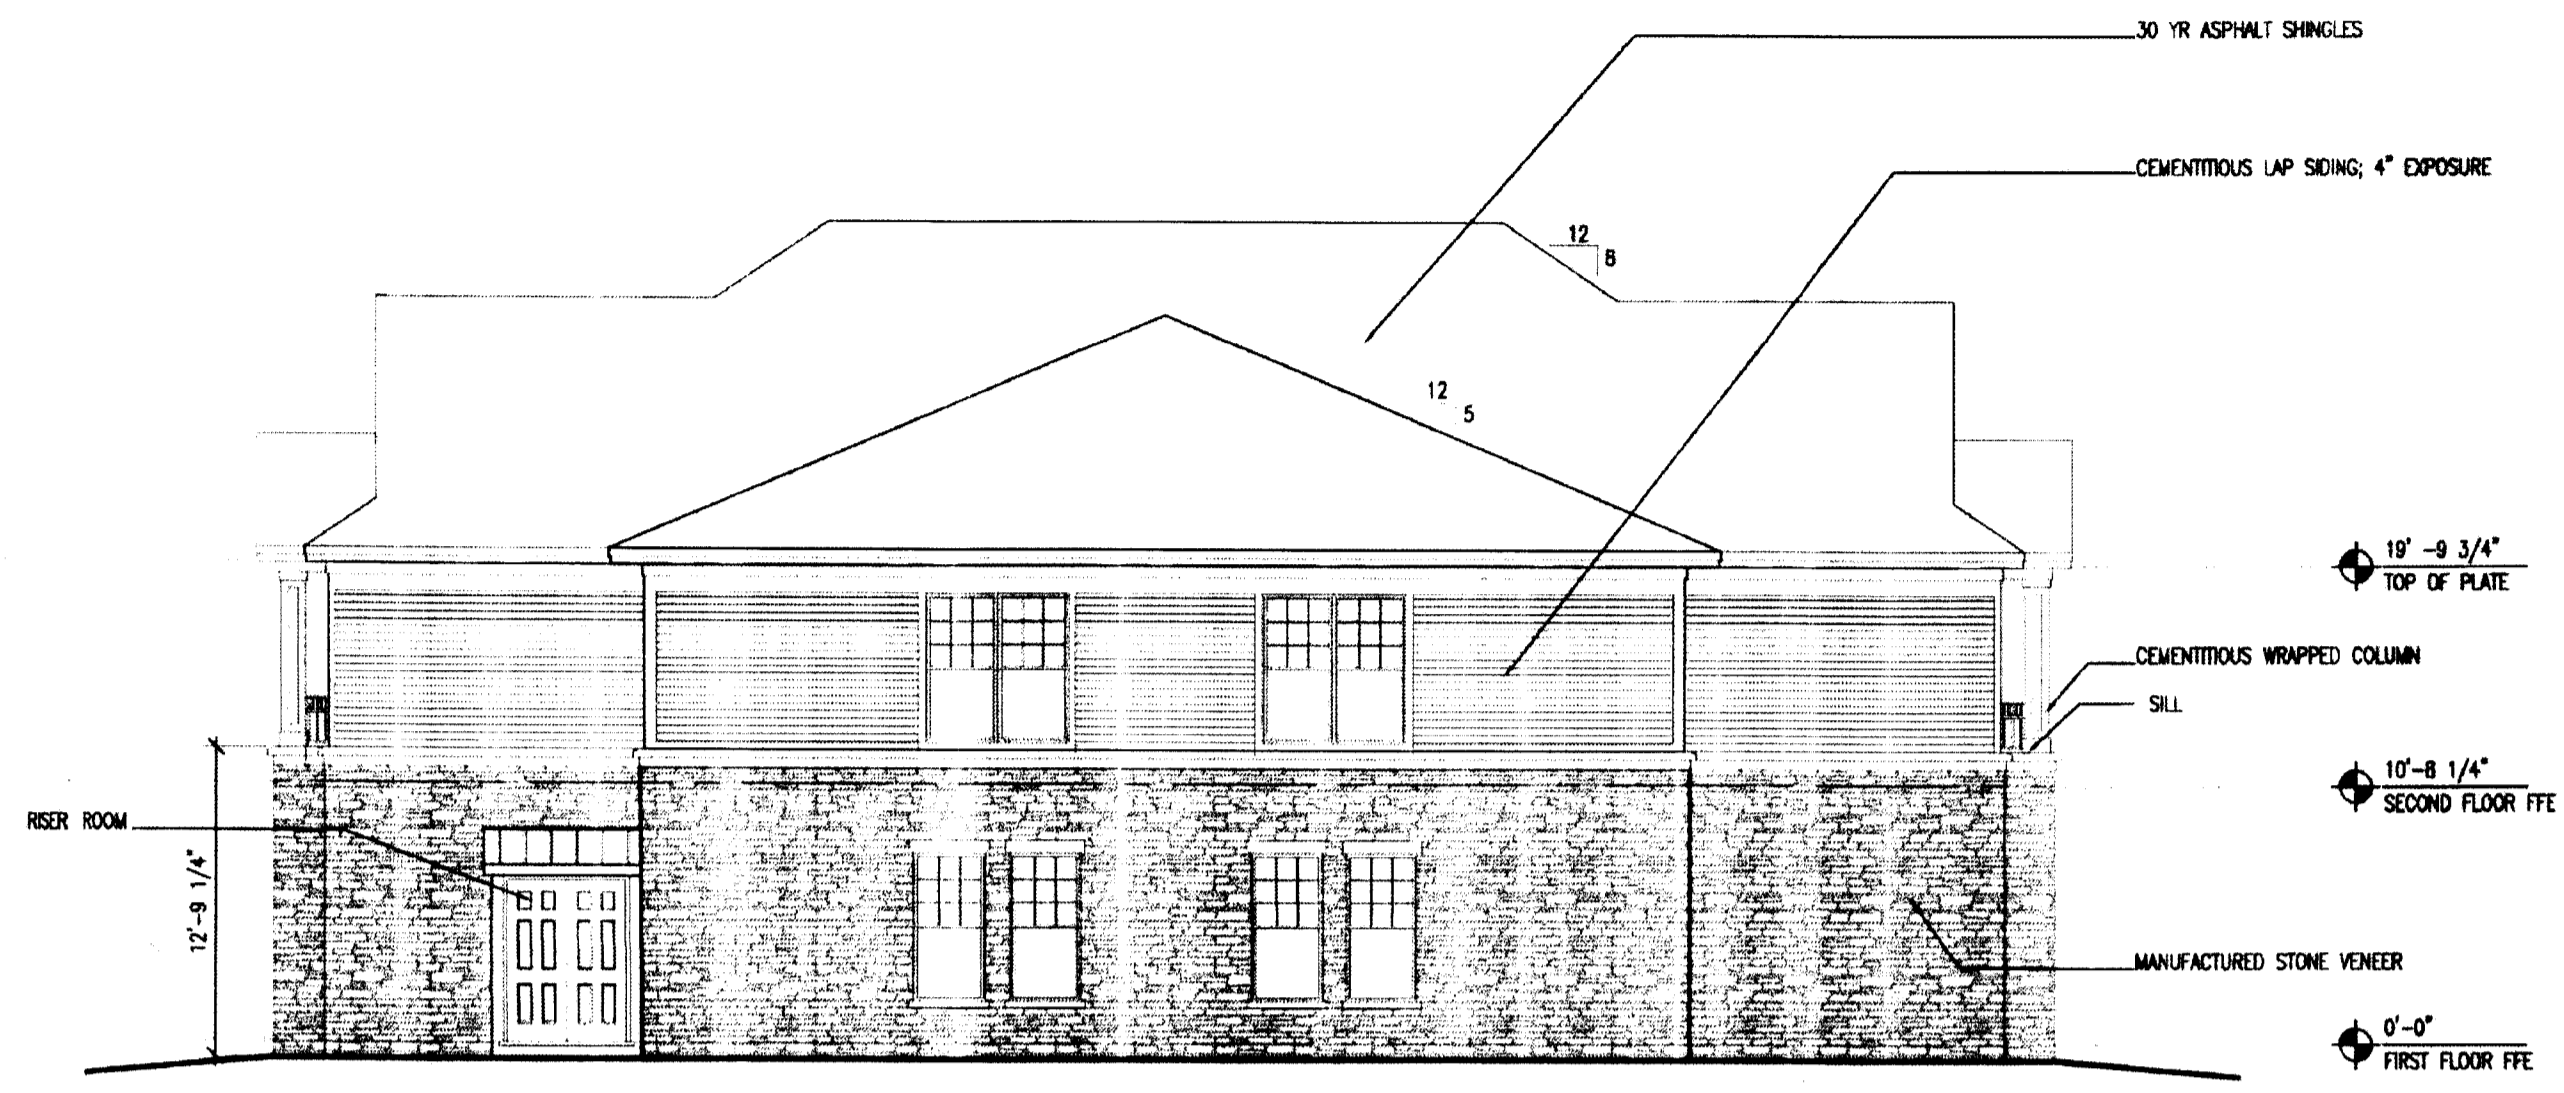 30 YR ASPHALT SHINGLES
CEMENTITIOUS LAP SIDING; 4" EXPOSURE
12
8
12
5
19' -9 3/4"
TOP OF PLATE
CEMENTITIOUS WRAPPED COLUMN
SILL
10'-8 1/4"
SECOND FLOOR FFE
RISER ROOM
12'-9 1/4"
MANUFACTURED STONE VENEER
0'-0"
FIRST FLOOR FFE